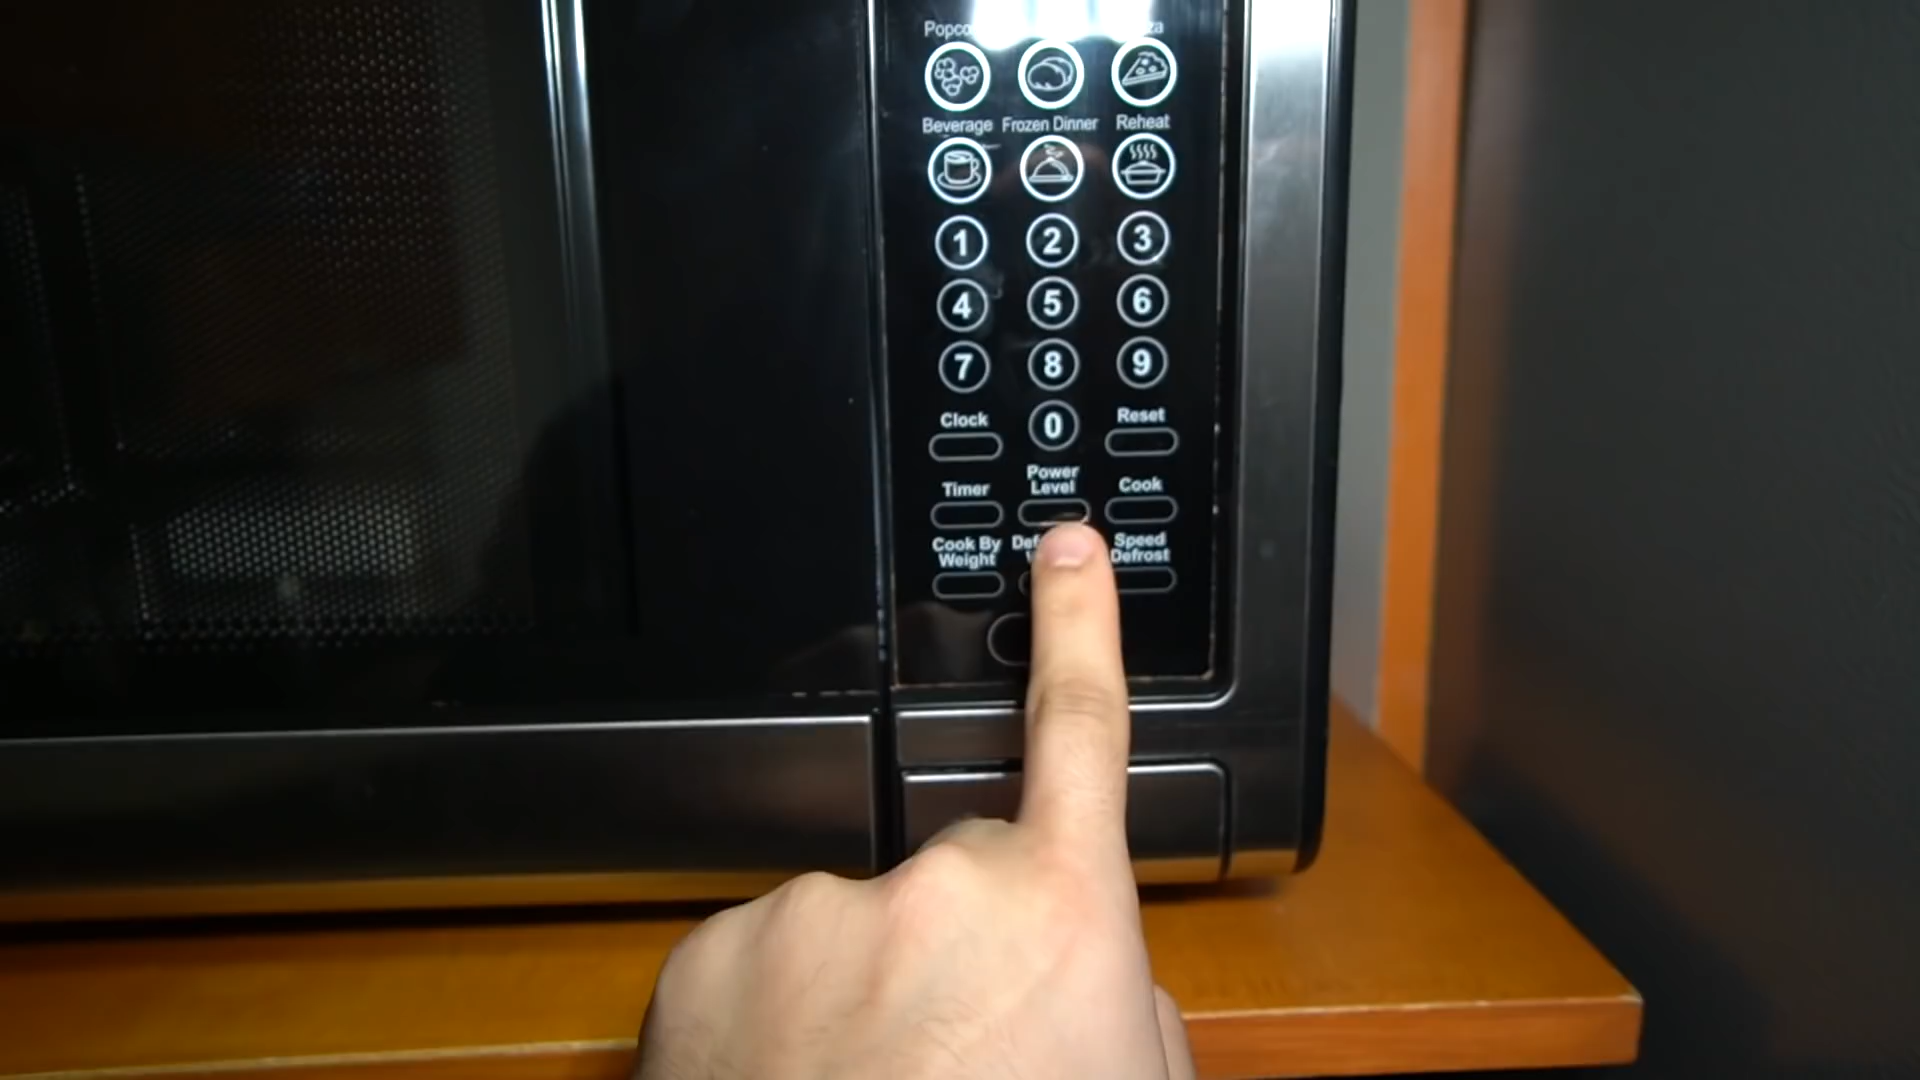 Beverage Frozen Dinner Reheat
1 2 3
4 5 6
7 8 9
Clock 0 Reset
Timer Power Level Cook
Cook By Speed
Weight Defrost